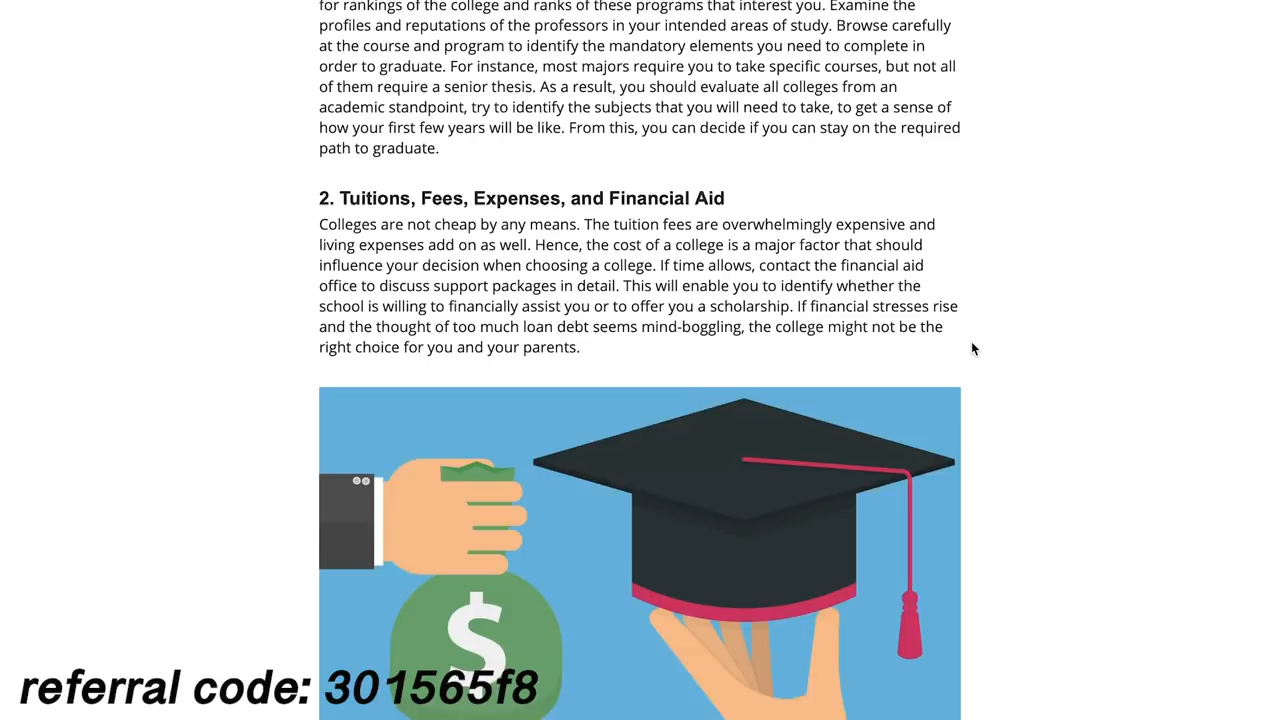 for rankings of the college and ranks of these programs that interest you. Examine the
profiles and reputations of the professors in your intended areas of study. Browse carefully
at the course and program to identify the mandatory elements you need to complete in
order to graduate. For instance, most majors require you to take specific courses, but not all
of them require a senior thesis. As a result, you should evaluate all colleges from an
academic standpoint, try to identify the subjects that you will need to take, to get a sense of
how your first few years will be like. From this, you can decide if you can stay on the required
path to graduate.
2. Tuitions, Fees, Expenses, and Financial Aid
Colleges are not cheap by any means. The tuition fees are overwhelmingly expensive and
living expenses add on as well. Hence, the cost of a college is a major factor that should
influence your decision when choosing a college. If time allows, contact the financial aid
office to discuss support packages in detail. This will enable you to identify whether the
school is willing to financially assist you or to offer you a scholarship. If financial stresses rise
and the thought of too much loan debt seems mind-boggling, the college might not be the
right choice for you and your parents.
$
referral code: 301565f8